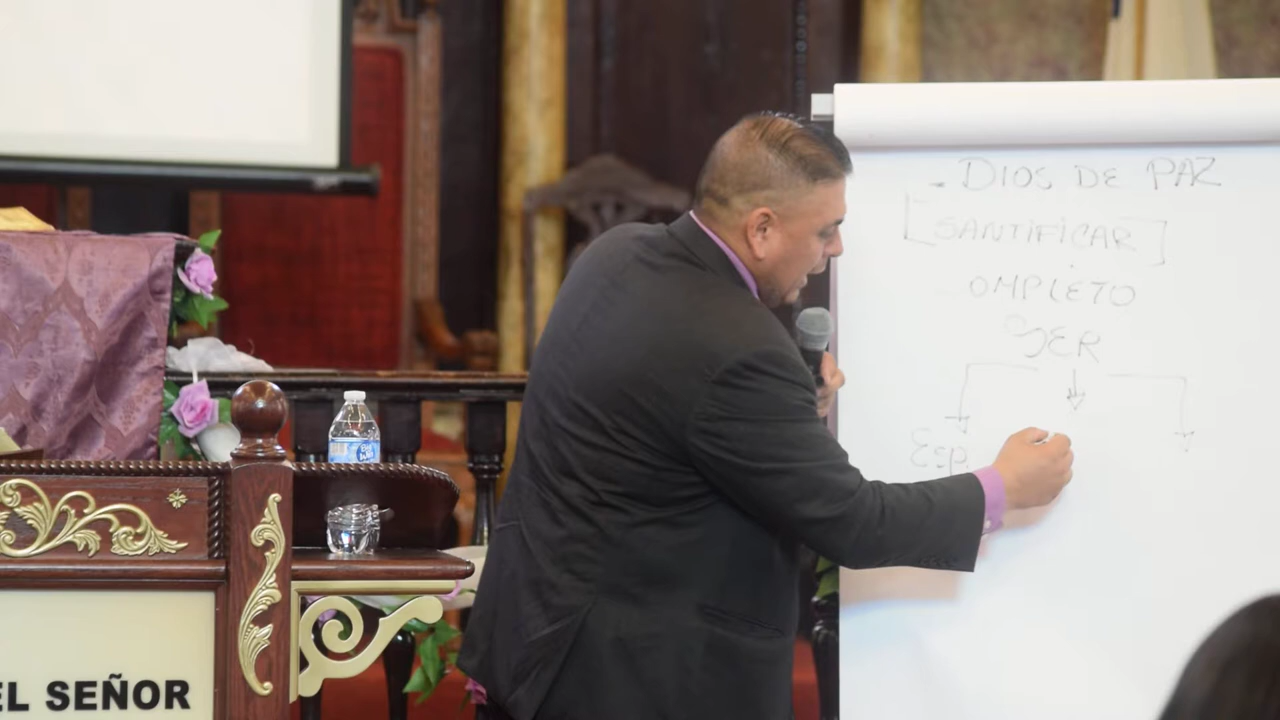 - DIOS DE PAZ
[SANTIFICAR]
OMPLETO
SER
Esp
EL SEÑOR